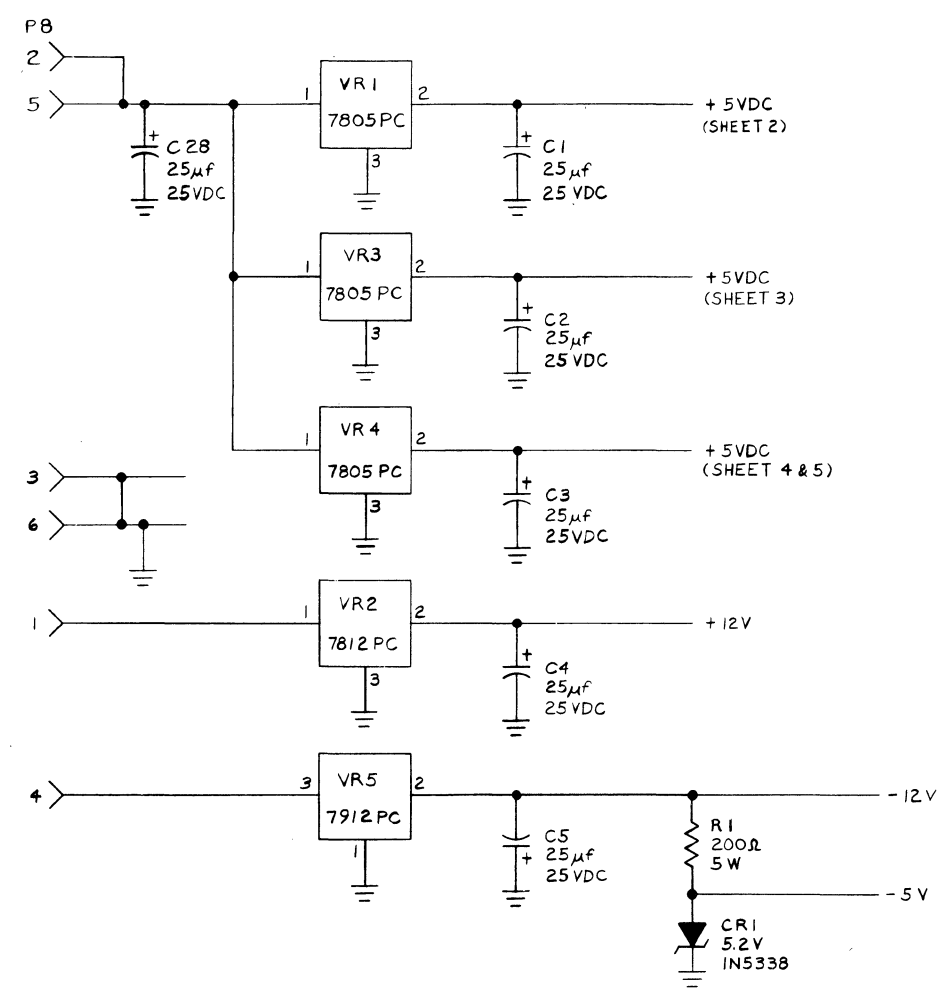 P8
2
5
1
VR1
7805PC
2
3
+
C28
25µf
25VDC
+
C1
25µf
25VDC
+5VDC
(SHEET 2)
1
VR3
7805PC
2
3
+
C2
25µf
25VDC
+5VDC
(SHEET 3)
1
VR4
7805PC
2
3
+
C3
25µf
25VDC
+5VDC
(SHEET 4 & 5)
3
6
1
1
VR2
7812PC
2
3
+
C4
25µf
25VDC
+12V
4
3
VR5
7912PC
2
1
+
C5
25µf
25VDC
-12V
R1
200Ω
5W
-5V
CR1
5.2V
1N5338